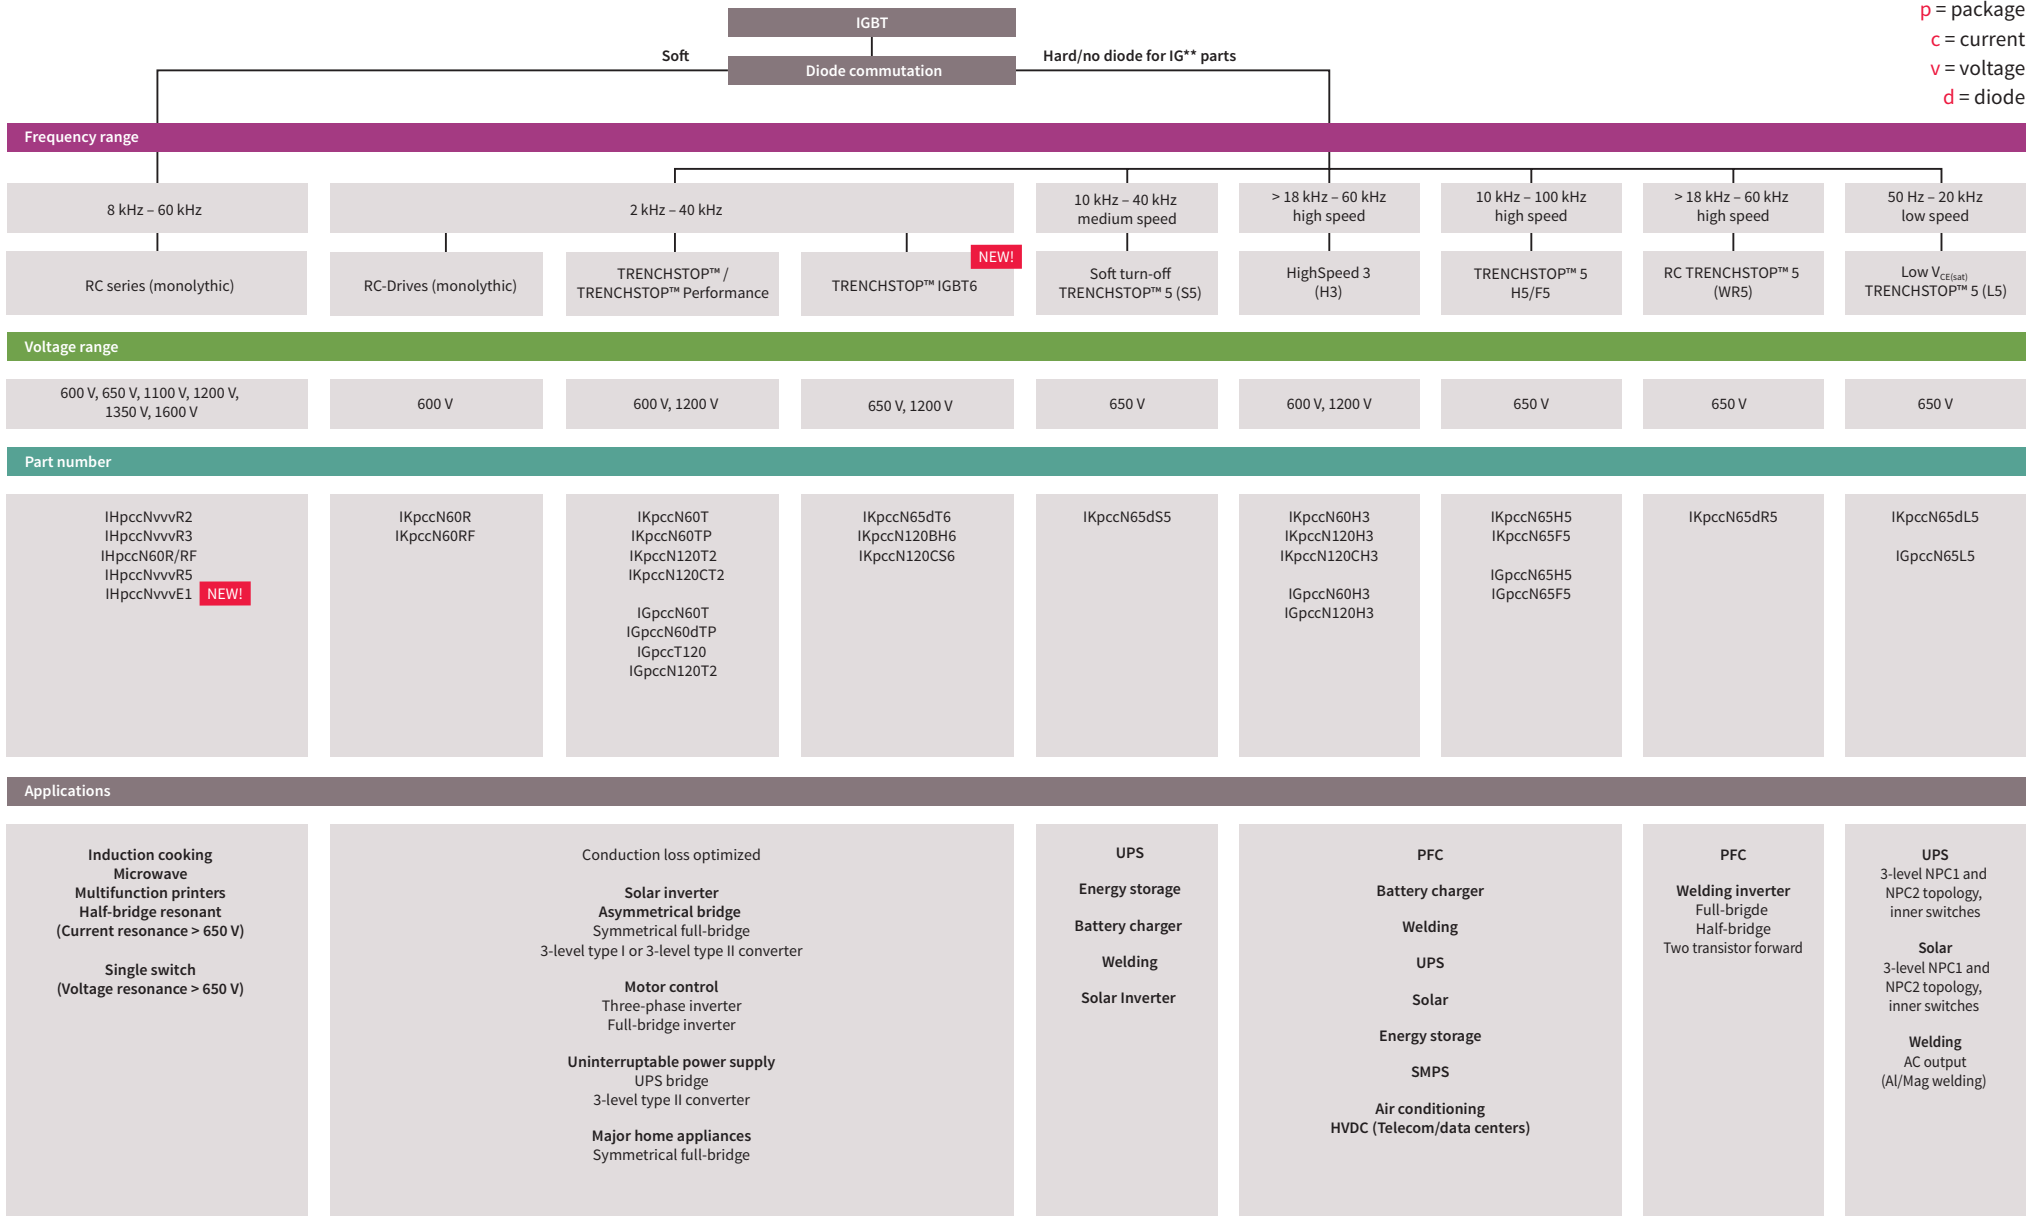 IGBT
p = package
c = current
v = voltage
d = diode
Soft
Diode commutation
Hard/no diode for IG** parts
Frequency range
8 kHz – 60 kHz
2 kHz – 40 kHz
10 kHz – 40 kHz
medium speed
> 18 kHz – 60 kHz
high speed
10 kHz – 100 kHz
high speed
> 18 kHz – 60 kHz
high speed
50 Hz – 20 kHz
low speed
RC series (monolythic)
RC-Drives (monolythic)
TRENCHSTOP™ /
TRENCHSTOP™ Performance
NEW!
TRENCHSTOP™ IGBT6
Soft turn-off
TRENCHSTOP™ 5 (S5)
HighSpeed 3
(H3)
TRENCHSTOP™ 5
H5/F5
RC TRENCHSTOP™ 5
(WR5)
Low VCE(sat)
TRENCHSTOP™ 5 (L5)
Voltage range
600 V, 650 V, 1100 V, 1200 V,
1350 V, 1600 V
600 V
600 V, 1200 V
650 V, 1200 V
650 V
600 V, 1200 V
650 V
650 V
650 V
Part number
IHpccNvvvR2
IHpccNvvvR3
IHpccN60R/RF
IHpccNvvvR5
IHpccNvvvE1 NEW!
IKpccN60R
IKpccN60RF
IKpccN60T
IKpccN60TP
IKpccN120T2
IKpccN120CT2
IGpccN60T
IGpccN60dTP
IGpccT120
IGpccN120T2
IKpccN65dT6
IKpccN120BH6
IKpccN120CS6
IKpccN65dS5
IKpccN60H3
IKpccN120H3
IKpccN120CH3
IGpccN60H3
IGpccN120H3
IKpccN65H5
IKpccN65F5
IGpccN65H5
IGpccN65F5
IKpccN65dR5
IKpccN65dL5
IGpccN65L5
Applications
Induction cooking
Microwave
Multifunction printers
Half-bridge resonant
(Current resonance > 650 V)
Single switch
(Voltage resonance > 650 V)
Conduction loss optimized
Solar inverter
Asymmetrical bridge
Symmetrical full-bridge
3-level type I or 3-level type II converter
Motor control
Three-phase inverter
Full-bridge inverter
Uninterruptable power supply
UPS bridge
3-level type II converter
Major home appliances
Symmetrical full-bridge
UPS
Energy storage
Battery charger
Welding
Solar Inverter
PFC
Battery charger
Welding
UPS
Solar
Energy storage
SMPS
Air conditioning
HVDC (Telecom/data centers)
PFC
Welding inverter
Full-brigde
Half-bridge
Two transistor forward
UPS
3-level NPC1 and
NPC2 topology,
inner switches
Solar
3-level NPC1 and
NPC2 topology,
inner switches
Welding
AC output
(Al/Mag welding)